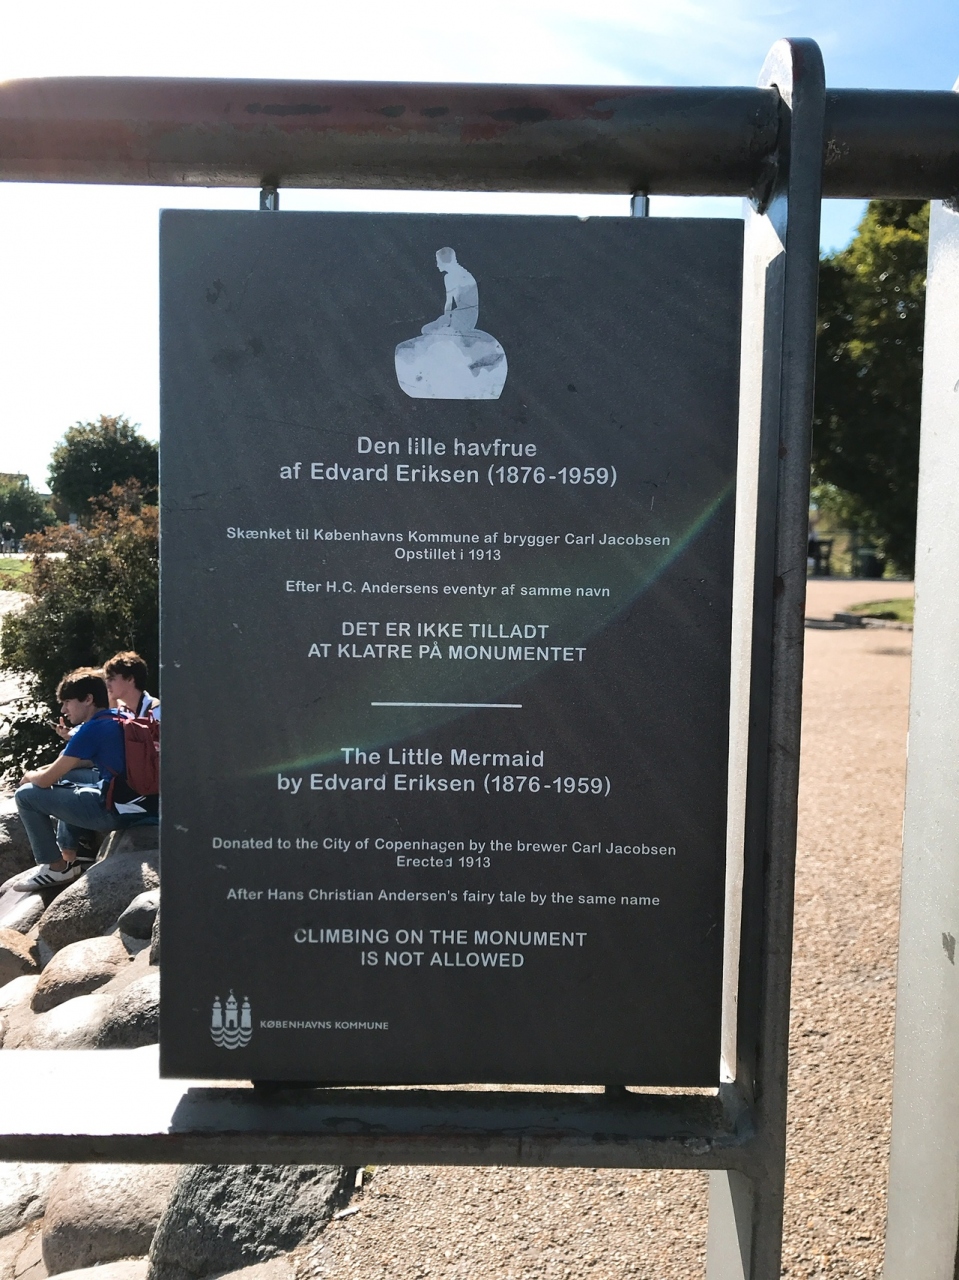 Den lille havfrue
af Edvard Eriksen (1876-1959)
Skænket til Københavns Kommune af brygger Carl Jacobsen
Opstillet i 1913
Efter H.C. Andersens eventyr af samme navn
DET ER IKKE TILLADT
AT KLATRE PÅ MONUMENTET
The Little Mermaid
by Edvard Eriksen (1876-1959)
Donated to the City of Copenhagen by the brewer Carl Jacobsen
Erected 1913
After Hans Christian Andersen's fairy tale by the same name
CLIMBING ON THE MONUMENT
IS NOT ALLOWED
KØBENHAVNS KOMMUNE